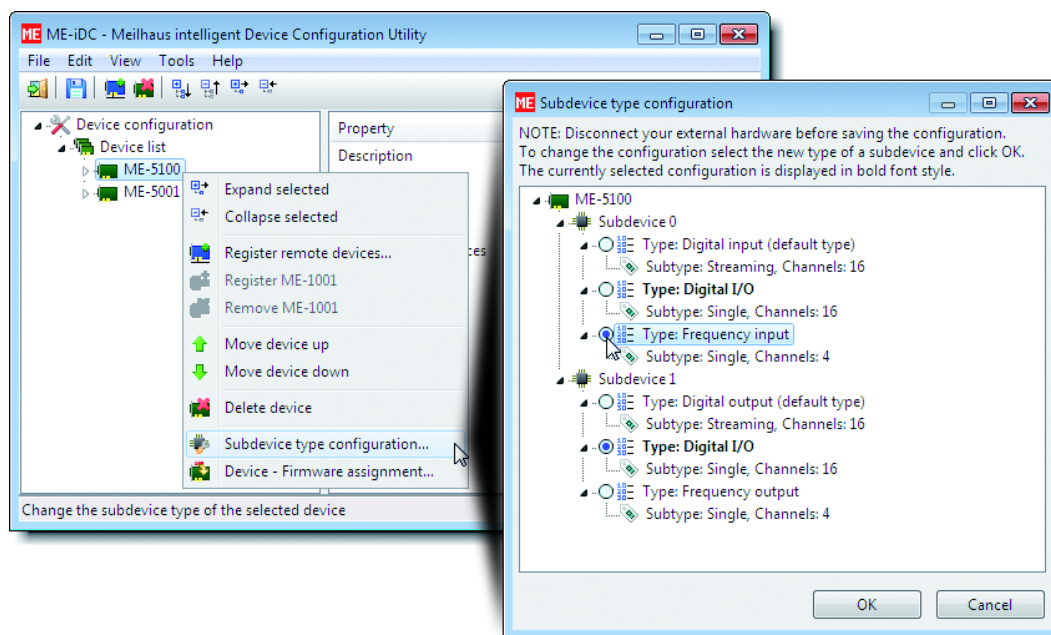 ME ME-iDC - Meilhaus intelligent Device Configuration Utility
File Edit View Tools Help
Device configuration
Device list
ME-5100
ME-5001
Property
Description
ces
Expand selected
Collapse selected
Register remote devices...
Register ME-1001
Remove ME-1001
Move device up
Move device down
Delete device
Subdevice type configuration...
Device - Firmware assignment...
Change the subdevice type of the selected device
ME Subdevice type configuration
NOTE: Disconnect your external hardware before saving the configuration.
To change the configuration select the new type of a subdevice and click OK.
The currently selected configuration is displayed in bold font style.
ME-5100
Subdevice 0
Type: Digital input (default type)
Subtype: Streaming, Channels: 16
Type: Digital I/O
Subtype: Single, Channels: 16
Type: Frequency input
Subtype: Single, Channels: 4
Subdevice 1
Type: Digital output (default type)
Subtype: Streaming, Channels: 16
Type: Digital I/O
Subtype: Single, Channels: 16
Type: Frequency output
Subtype: Single, Channels: 4
OK Cancel